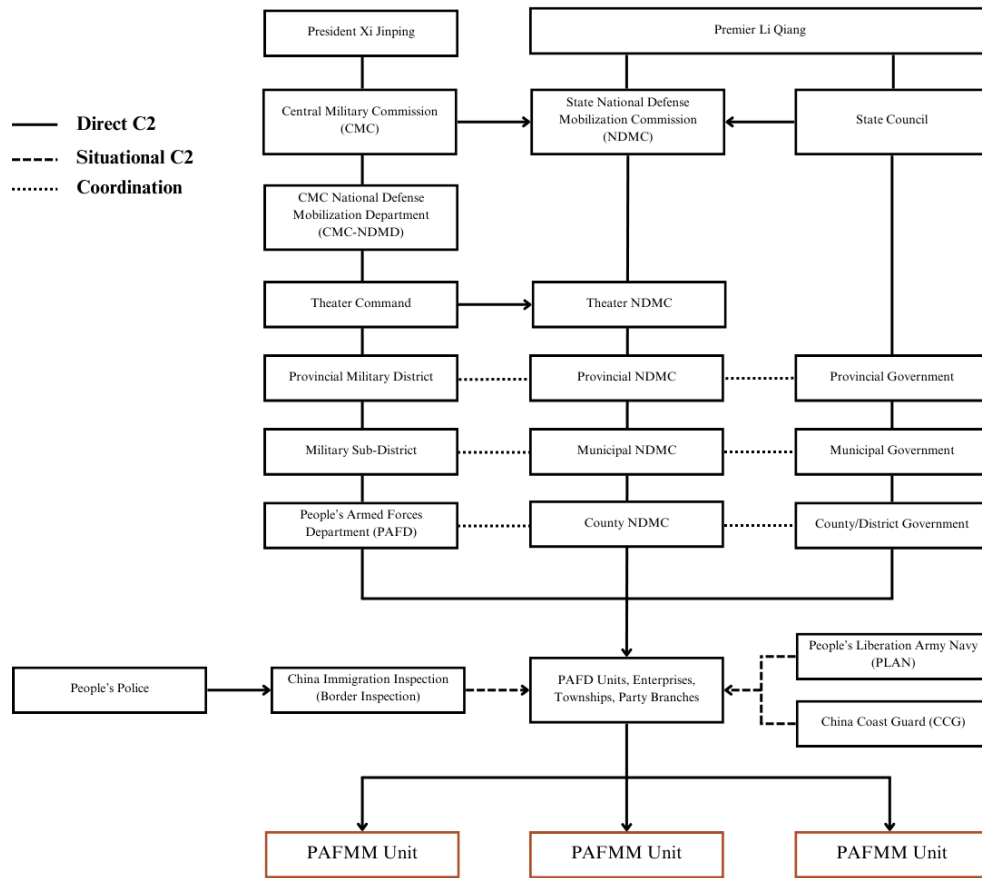 President Xi Jinping
Premier Li Qiang
Direct C2
Situational C2
Coordination
Central Military Commission
(CMC)
State National Defense
Mobilization Commission
(NDMC)
State Council
CMC National Defense
Mobilization Department
(CMC-NDMD)
Theater Command
Theater NDMC
Provincial Military District
Provincial NDMC
Provincial Government
Military Sub-District
Municipal NDMC
Municipal Government
People's Armed Forces
Department (PAFD)
County NDMC
County/District Government
People's Police
China Immigration Inspection
(Border Inspection)
PAFD Units, Enterprises,
Townships, Party Branches
People's Liberation Army Navy
(PLAN)
China Coast Guard (CCG)
PAFMM Unit
PAFMM Unit
PAFMM Unit